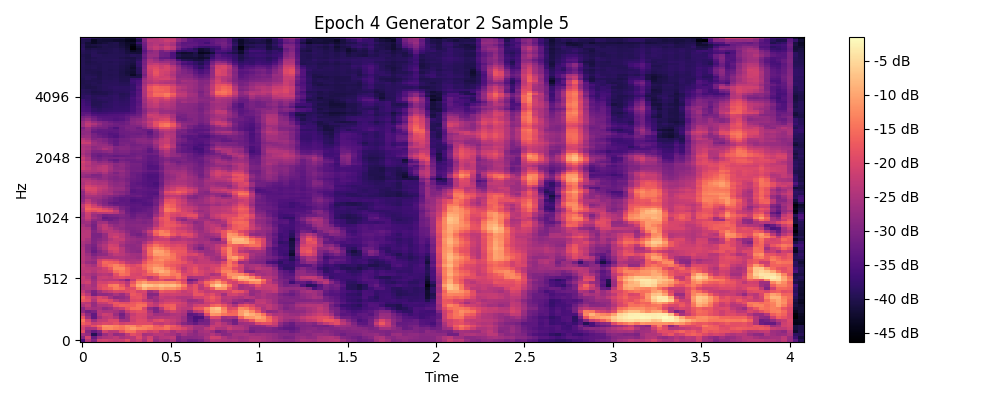 Epoch 4 Generator 2 Sample 5
Hz
4096
2048
1024
512
0
0 0.5 1 1.5 2 2.5 3 3.5 4
Time
-5 dB
-10 dB
-15 dB
-20 dB
-25 dB
-30 dB
-35 dB
-40 dB
-45 dB